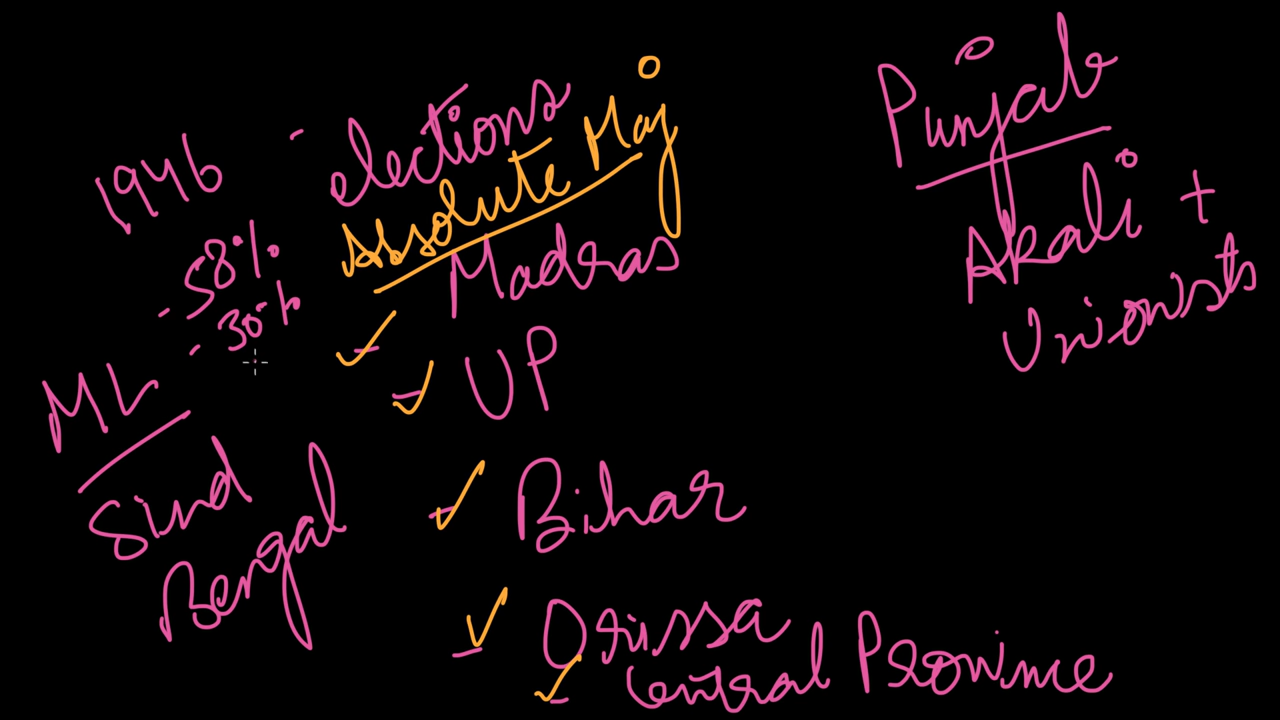 1946 - elections
Absolute Maj
- 58%
- 30%
Madras
- UP
- Bihar
- Orissa
- Central Province
ML
Sind
Bengal
Punjab
Akali +
Unionists